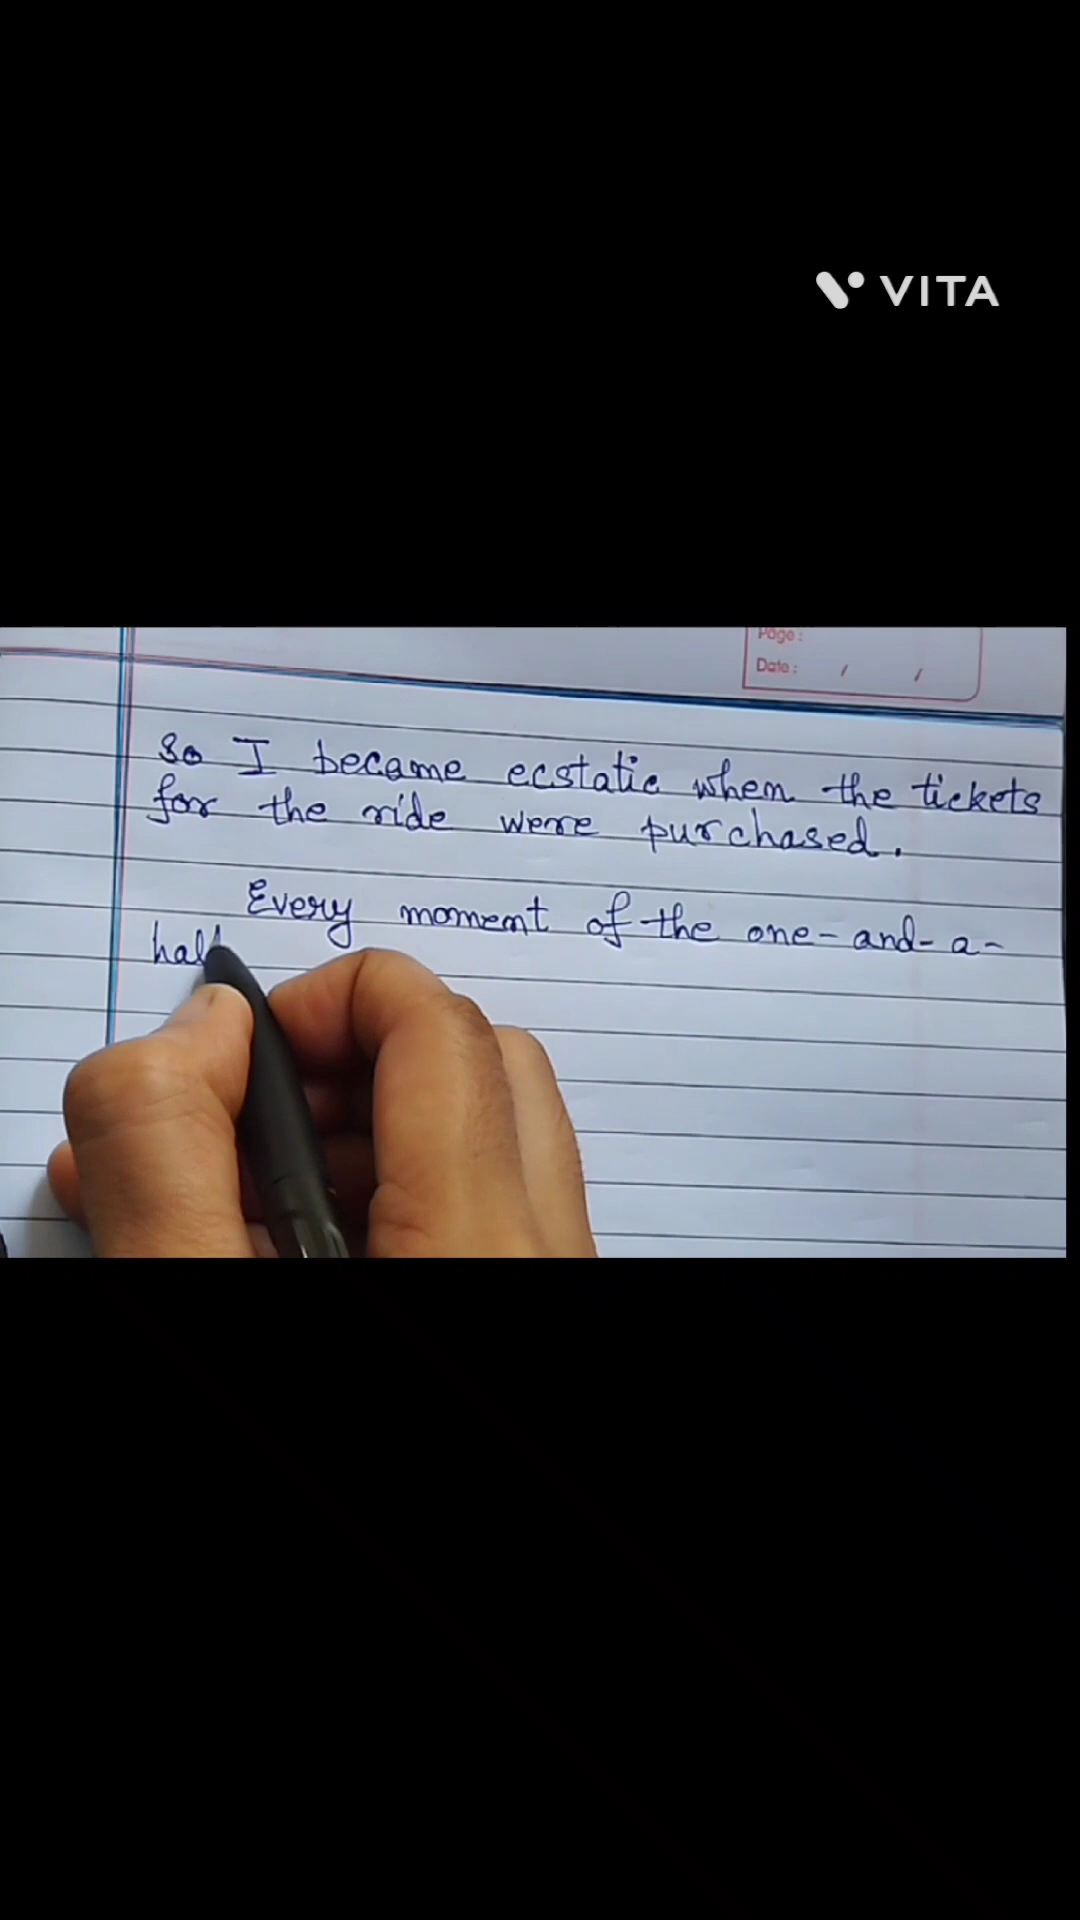 VITA
Page:
Date: / /
So I became ecstatic when the tickets
for the ride were purchased.
Every moment of the one-and-a-
hal